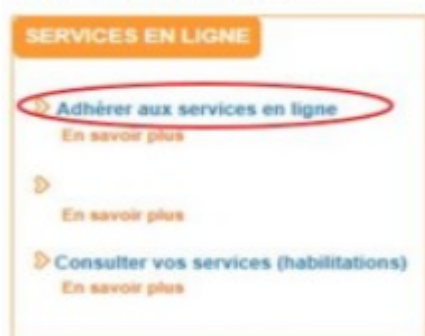 SERVICES EN LIGNE
Adhèrer aux services en ligne
En savoir plus
En savoir plus
Consulter vos services (habilitations)
En savoir plus